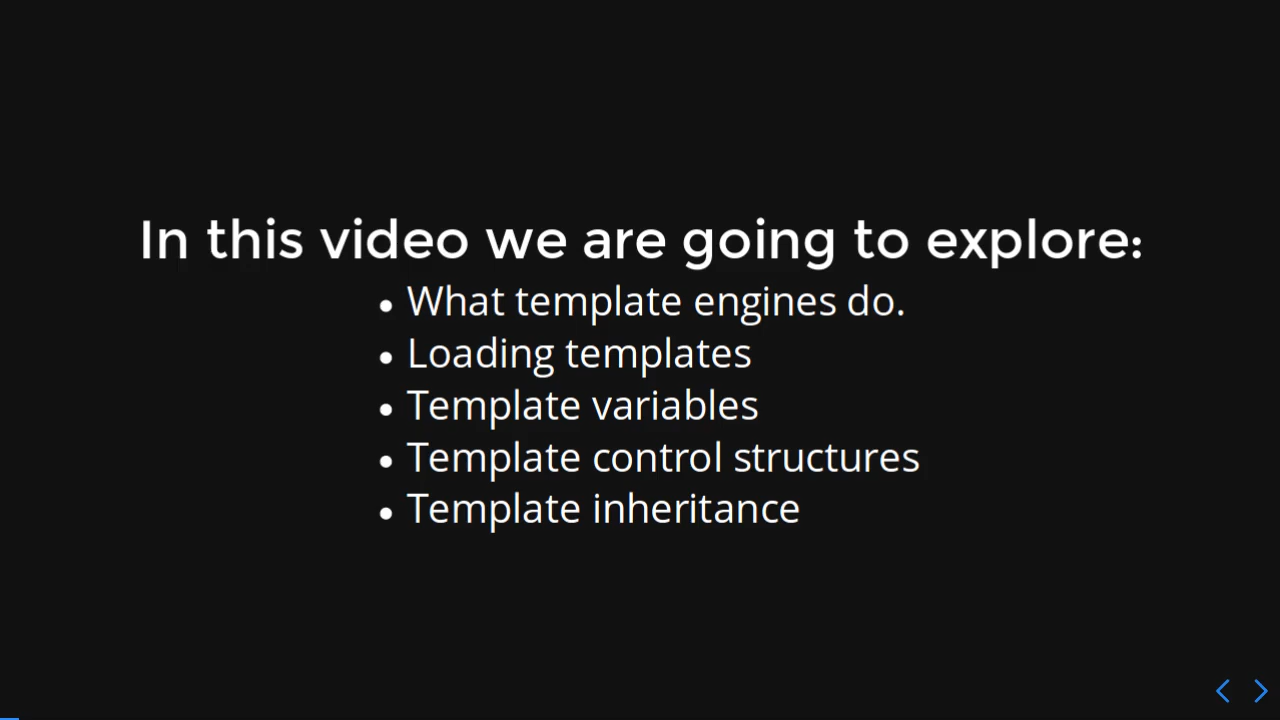 In this video we are going to explore:
• What template engines do.
• Loading templates
• Template variables
• Template control structures
• Template inheritance